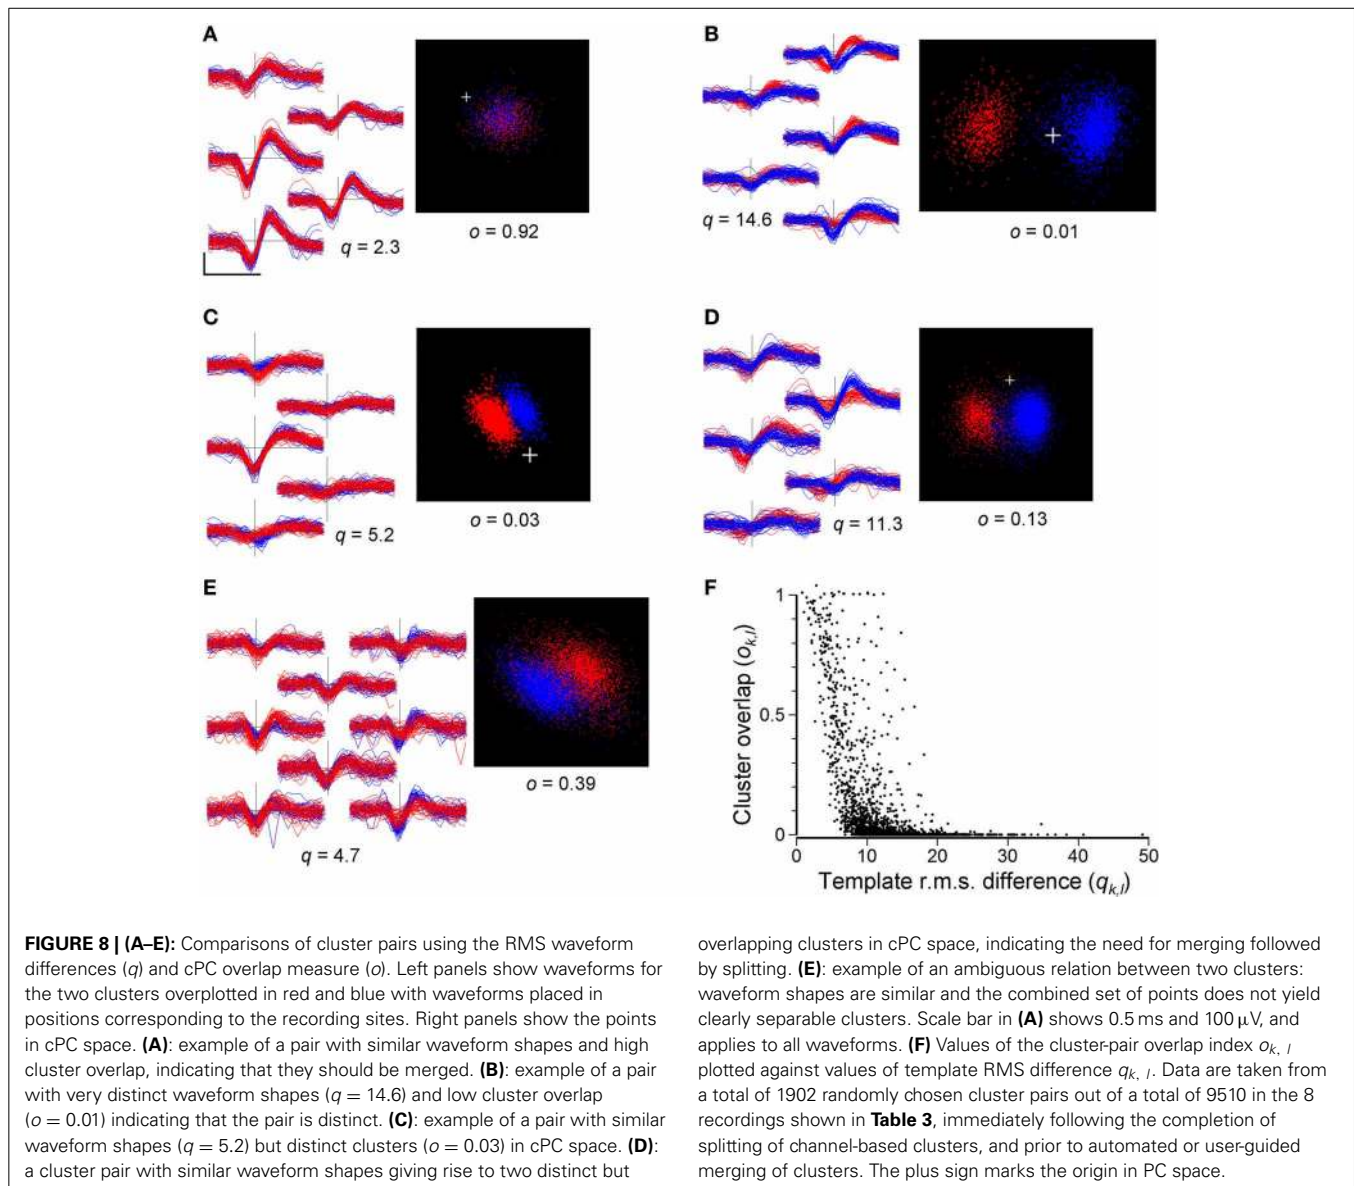 A
q = 2.3
o = 0.92
B
q = 14.6
o = 0.01
C
q = 5.2
o = 0.03
D
q = 11.3
o = 0.13
E
q = 4.7
o = 0.39
F
Cluster overlap (o_{k,l})
1
0.5
0
0 10 20 30 40 50
Template r.m.s. difference (q_{k,l})
FIGURE 8 | (A–E): Comparisons of cluster pairs using the RMS waveform
differences (q) and cPC overlap measure (o). Left panels show waveforms for
the two clusters overplotted in red and blue with waveforms placed in
positions corresponding to the recording sites. Right panels show the points
in cPC space. (A): example of a pair with similar waveform shapes and high
cluster overlap, indicating that they should be merged. (B): example of a pair
with very distinct waveform shapes (q = 14.6) and low cluster overlap
(o = 0.01) indicating that the pair is distinct. (C): example of a pair with similar
waveform shapes (q = 5.2) but distinct clusters (o = 0.03) in cPC space. (D):
a cluster pair with similar waveform shapes giving rise to two distinct but
overlapping clusters in cPC space, indicating the need for merging followed
by splitting. (E): example of an ambiguous relation between two clusters:
waveform shapes are similar and the combined set of points does not yield
clearly separable clusters. Scale bar in (A) shows 0.5 ms and 100 μV, and
applies to all waveforms. (F) Values of the cluster-pair overlap index o_{k, l}
plotted against values of template RMS difference q_{k, l}. Data are taken from
a total of 1902 randomly chosen cluster pairs out of a total of 9510 in the 8
recordings shown in Table 3, immediately following the completion of
splitting of channel-based clusters, and prior to automated or user-guided
merging of clusters. The plus sign marks the origin in PC space.